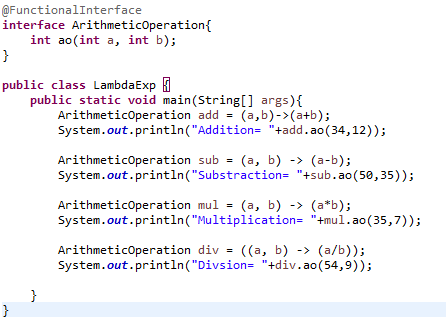 @FunctionalInterface
interface ArithmeticOperation{
    int ao(int a, int b);
}

public class LambdaExp {
    public static void main(String[] args){
        ArithmeticOperation add = (a,b)->(a+b);
        System.out.println("Addition= "+add.ao(34,12));

        ArithmeticOperation sub = (a, b) -> (a-b);
        System.out.println("Substraction= "+sub.ao(50,35));

        ArithmeticOperation mul = (a, b) -> (a*b);
        System.out.println("Multiplication= "+mul.ao(35,7));

        ArithmeticOperation div = ((a, b) -> (a/b));
        System.out.println("Divsion= "+div.ao(54,9));

    }
}